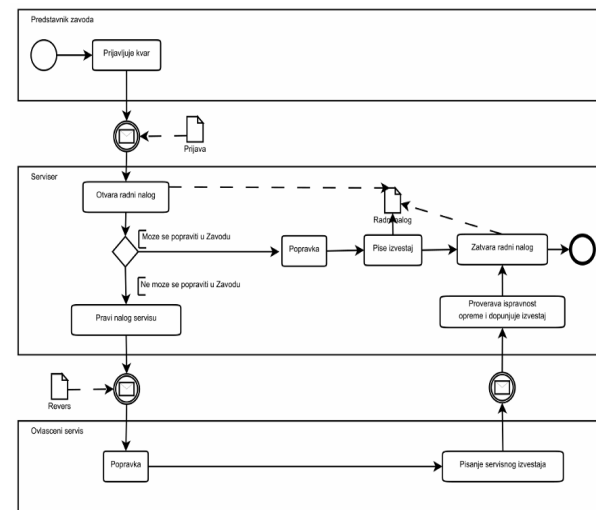 Predstavnik zavoda
Prijavljuje kvar
Prijava
Serviser
Otvara radni nalog
Radni nalog
Moze se popraviti u Zavodu
Popravka
Pise izvestaj
Zatvara radni nalog
Ne moze se popraviti u Zavodu
Pravi nalog servisu
Proverava ispravnost
opreme i dopunjuje izvestaj
Revers
Ovlasceni servis
Popravka
Pisanje servisnog izvestaja